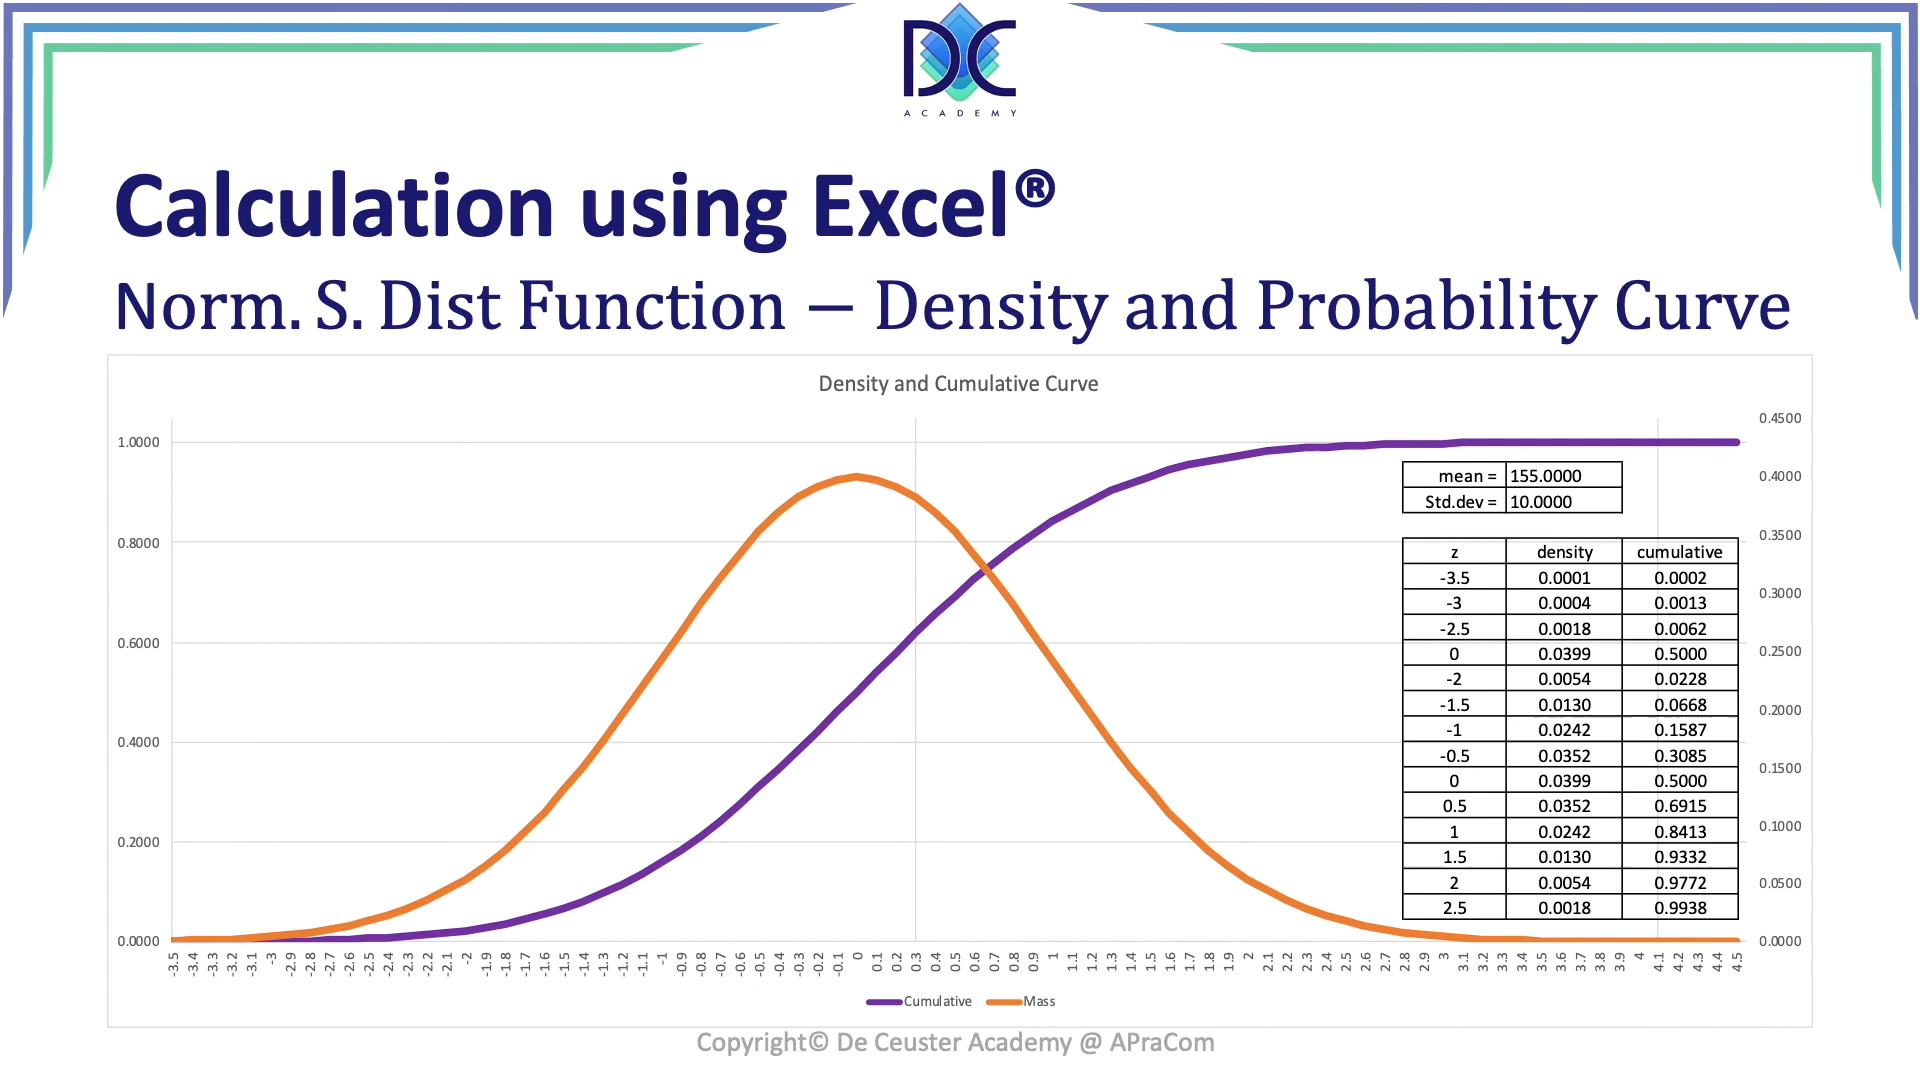 DC
ACADEMY
Calculation using Excel®
Norm. S. Dist Function — Density and Probability Curve
Density and Cumulative Curve
1.0000
0.8000
0.6000
0.4000
0.2000
0.0000
0.4500
0.4000
0.3500
0.3000
0.2500
0.2000
0.1500
0.1000
0.0500
0.0000
mean = 155.0000
Std.dev = 10.0000
z density cumulative
-3.5 0.0001 0.0002
-3 0.0004 0.0013
-2.5 0.0018 0.0062
0 0.0399 0.5000
-2 0.0054 0.0228
-1.5 0.0130 0.0668
-1 0.0242 0.1587
-0.5 0.0352 0.3085
0 0.0399 0.5000
0.5 0.0352 0.6915
1 0.0242 0.8413
1.5 0.0130 0.9332
2 0.0054 0.9772
2.5 0.0018 0.9938
-3.5 -3.4 -3.3 -3.2 -3.1 -3 -2.9 -2.8 -2.7 -2.6 -2.5 -2.4 -2.3 -2.2 -2.1 -2 -1.9 -1.8 -1.7 -1.6 -1.5 -1.4 -1.3 -1.2 -1.1 -1 -0.9 -0.8 -0.7 -0.6 -0.5 -0.4 -0.3 -0.2 -0.1 0 0.1 0.2 0.3 0.4 0.5 0.6 0.7 0.8 0.9 1 1.1 1.2 1.3 1.4 1.5 1.6 1.7 1.8 1.9 2 2.1 2.2 2.3 2.4 2.5 2.6 2.7 2.8 2.9 3 3.1 3.2 3.3 3.4 3.5 3.6 3.7 3.8 3.9 4 4.1 4.2 4.3 4.4 4.5
Cumulative Mass
Copyright© De Ceuster Academy @ APraCom